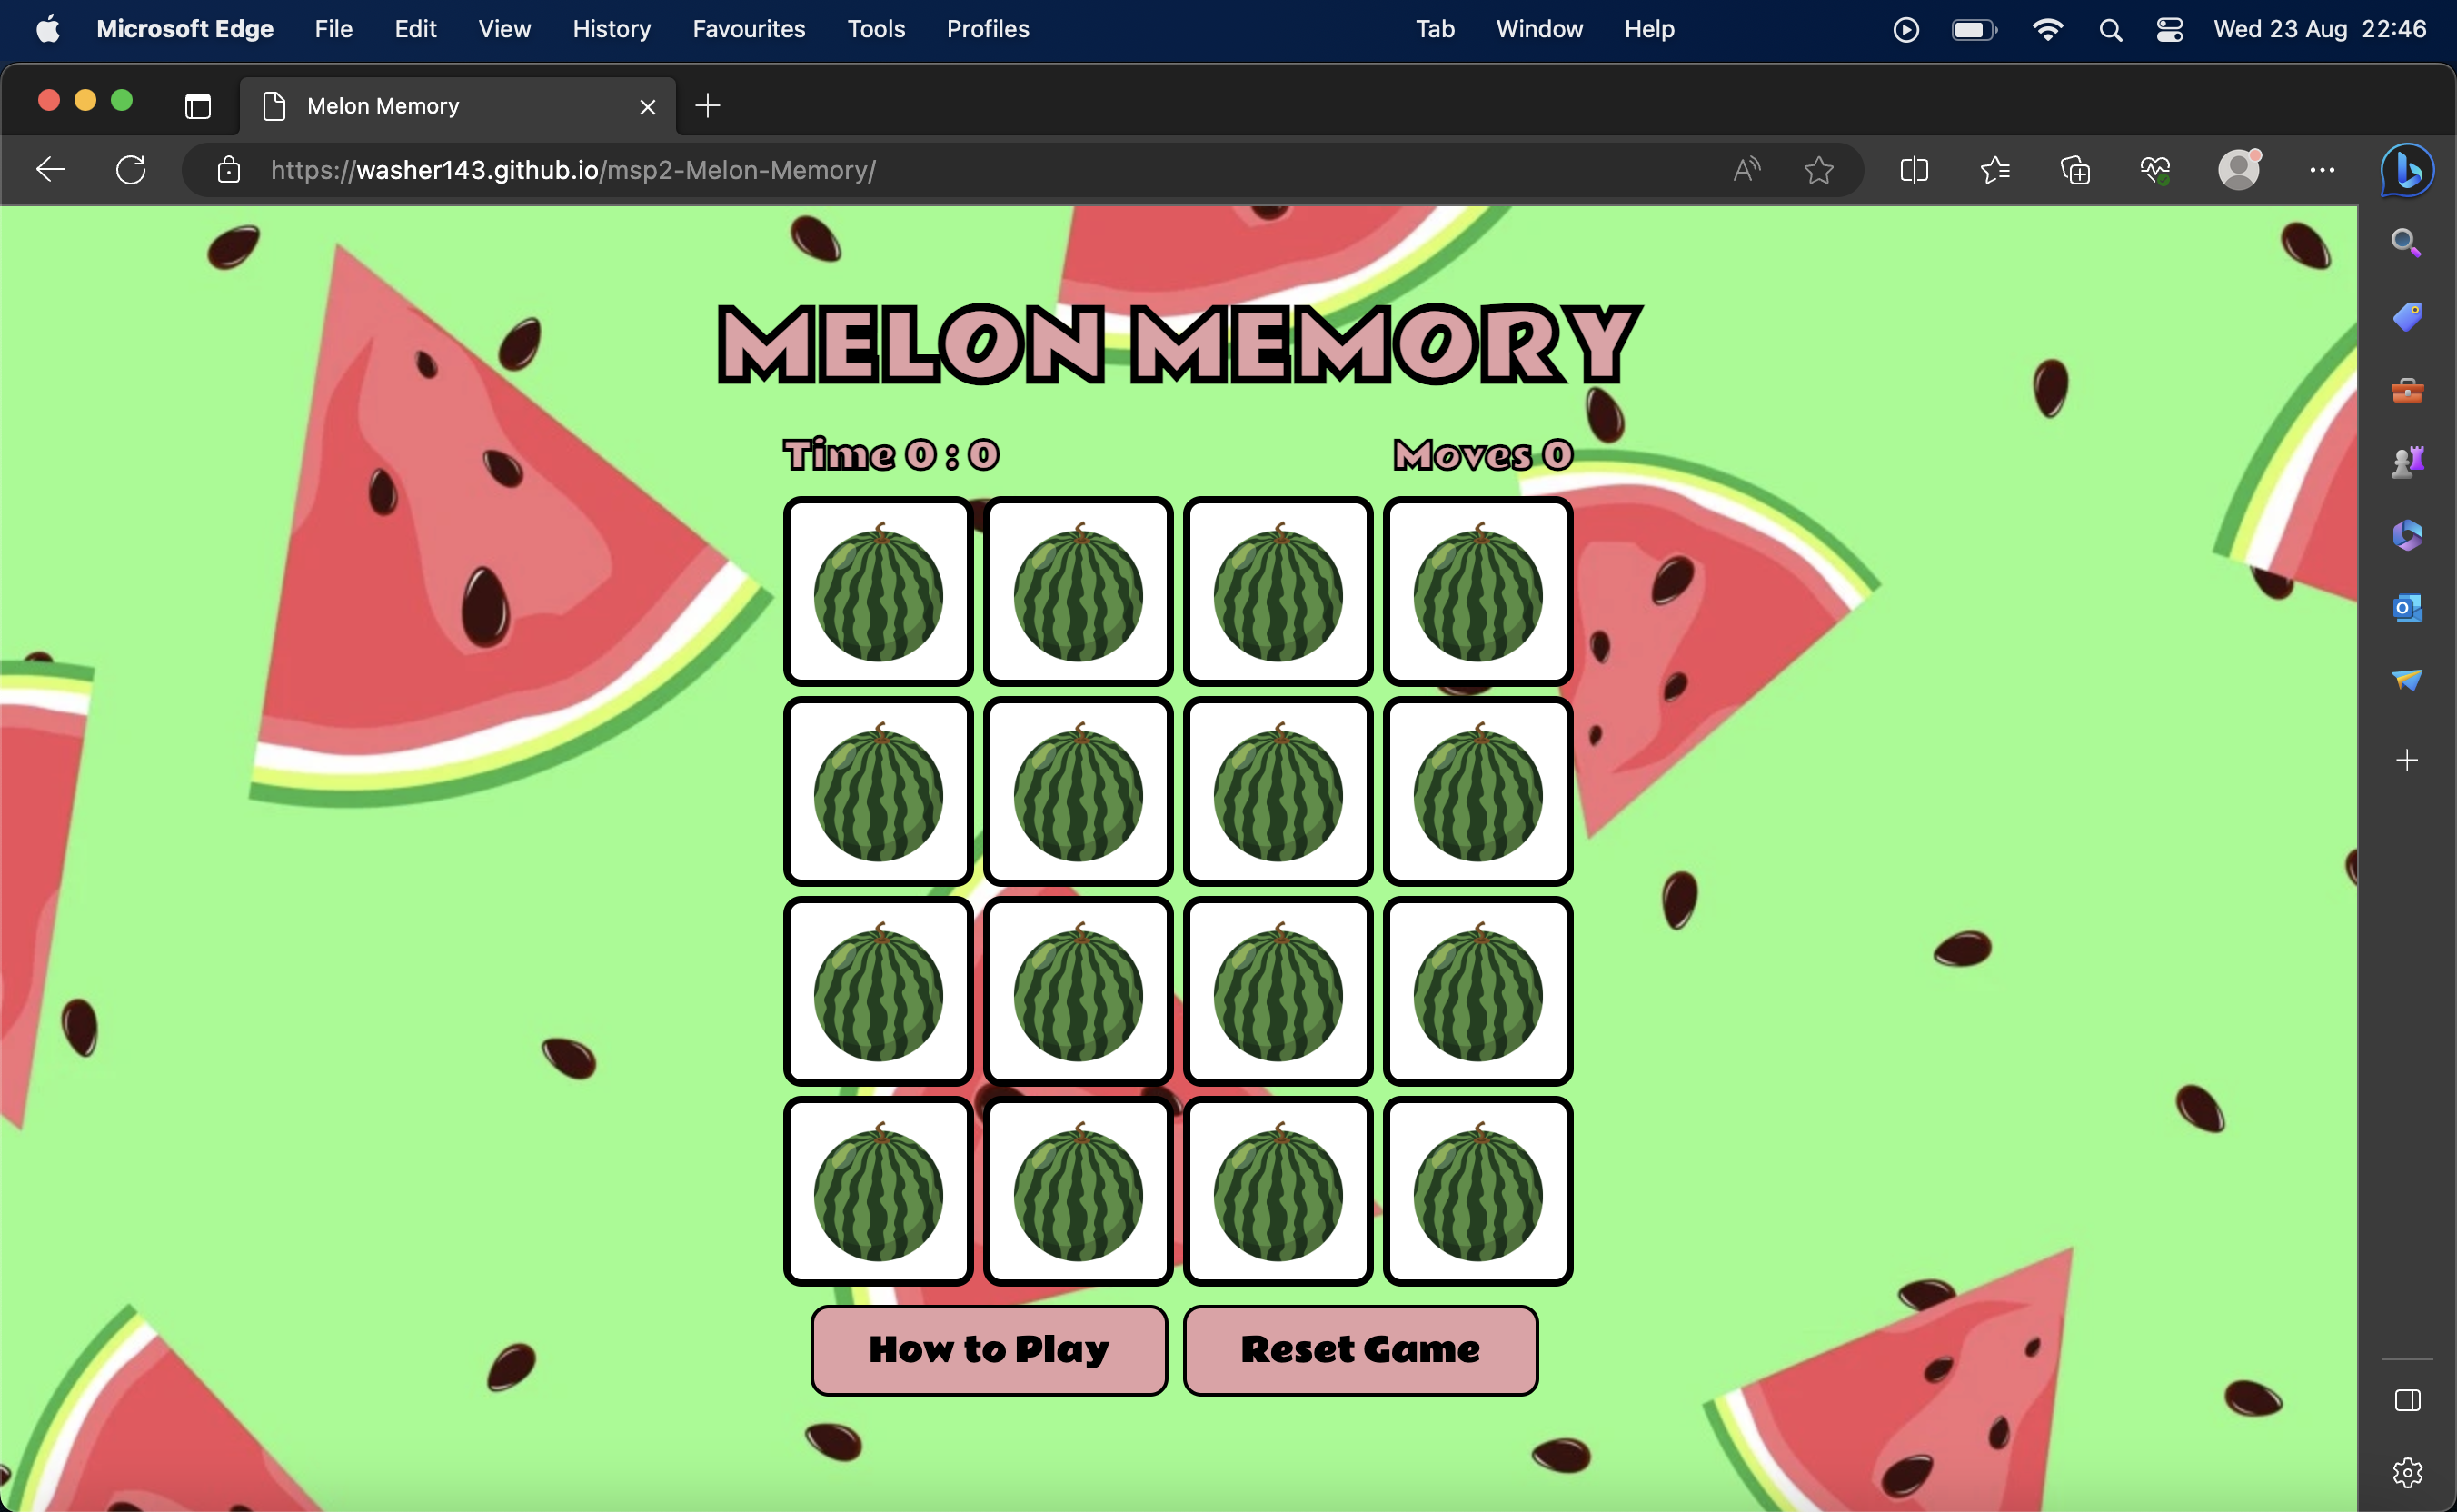 Microsoft Edge File Edit View History Favourites Tools Profiles Tab Window Help Wed 23 Aug 22:46
Melon Memory
https://washer143.github.io/msp2-Melon-Memory/
MELON MEMORY
Time 0 : 0 Moves 0
How to Play Reset Game